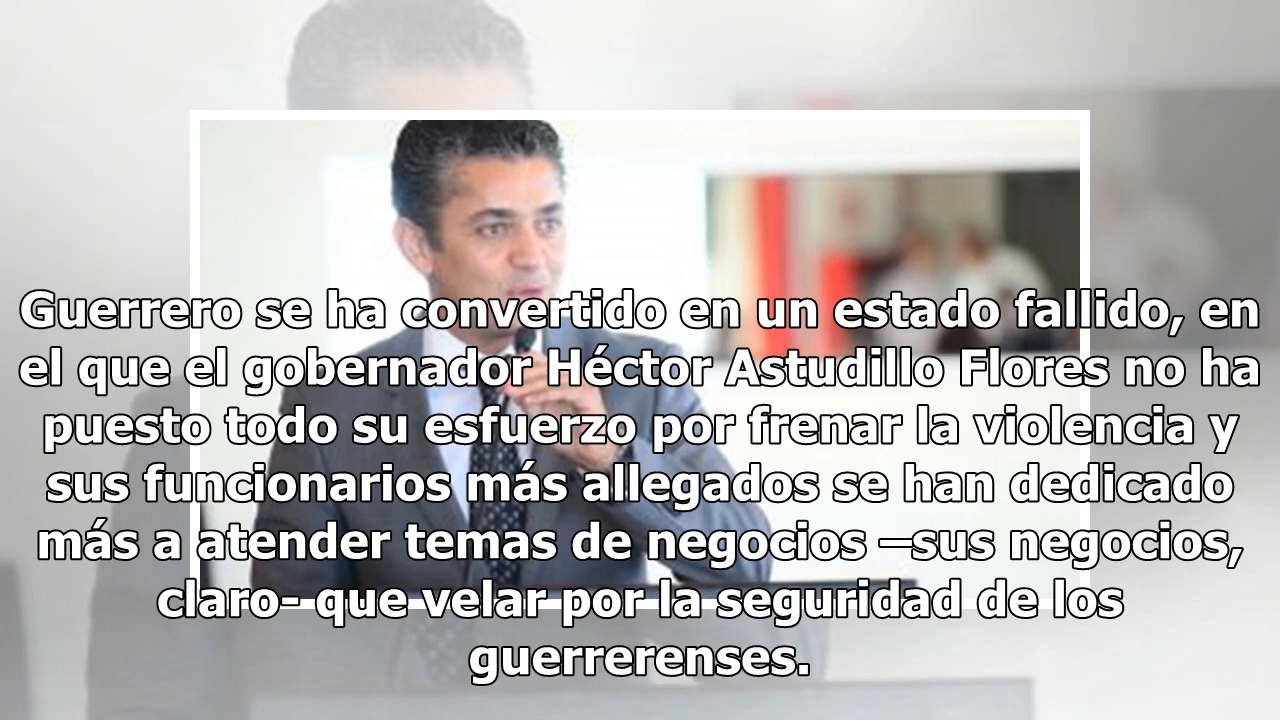 Guerrero se ha convertido en un estado fallido, en
el que el gobernador Héctor Astudillo Flores no ha
puesto todo su esfuerzo por frenar la violencia y
sus funcionarios más allegados se han dedicado
más a atender temas de negocios —sus negocios,
claro- que velar por la seguridad de los
guerrerenses.